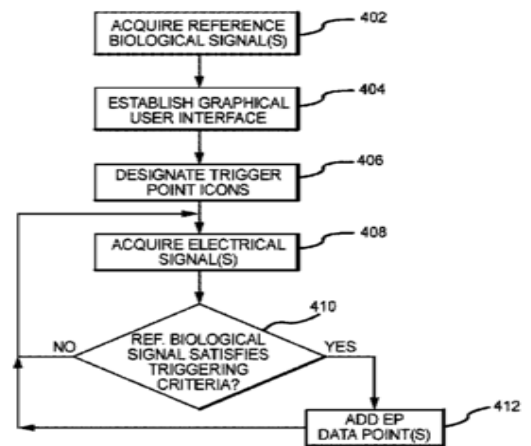 ACQUIRE REFERENCE
BIOLOGICAL SIGNAL(S)
402
ESTABLISH GRAPHICAL
USER INTERFACE
404
DESIGNATE TRIGGER
POINT ICONS
406
ACQUIRE ELECTRICAL
SIGNAL(S)
408
410
REF. BIOLOGICAL
SIGNAL SATISFIES
TRIGGERING
CRITERIA?
NO
YES
ADD EP
DATA POINT(S)
412